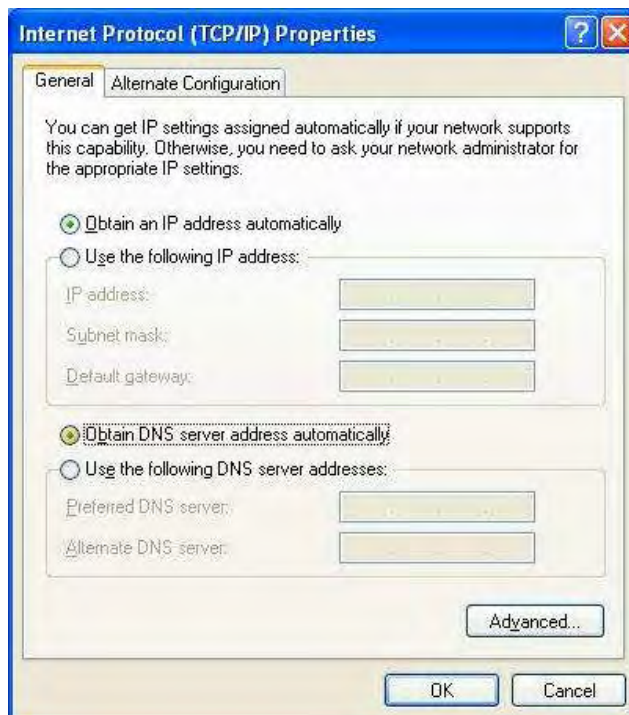 Internet Protocol (TCP/IP) Properties
General
Alternate Configuration
You can get IP settings assigned automatically if your network supports
this capability. Otherwise, you need to ask your network administrator for
the appropriate IP settings.
Obtain an IP address automatically
Use the following IP address:
IP address:
Subnet mask:
Default gateway:
Obtain DNS server address automatically
Use the following DNS server addresses:
Preferred DNS server:
Alternate DNS server:
Advanced...
OK
Cancel